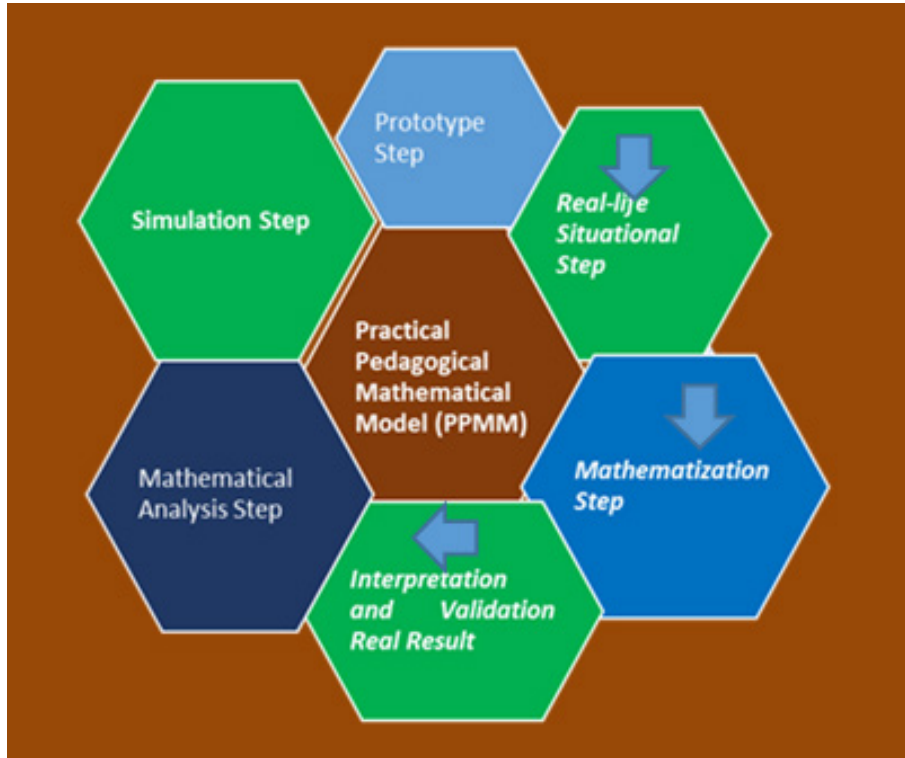 Prototype
Step
Simulation Step
Real-life
Situational
Step
Practical
Pedagogical
Mathematical
Model (PPMM)
Mathematization
Step
Mathematical
Analysis Step
Interpretation
and Validation
Real Result